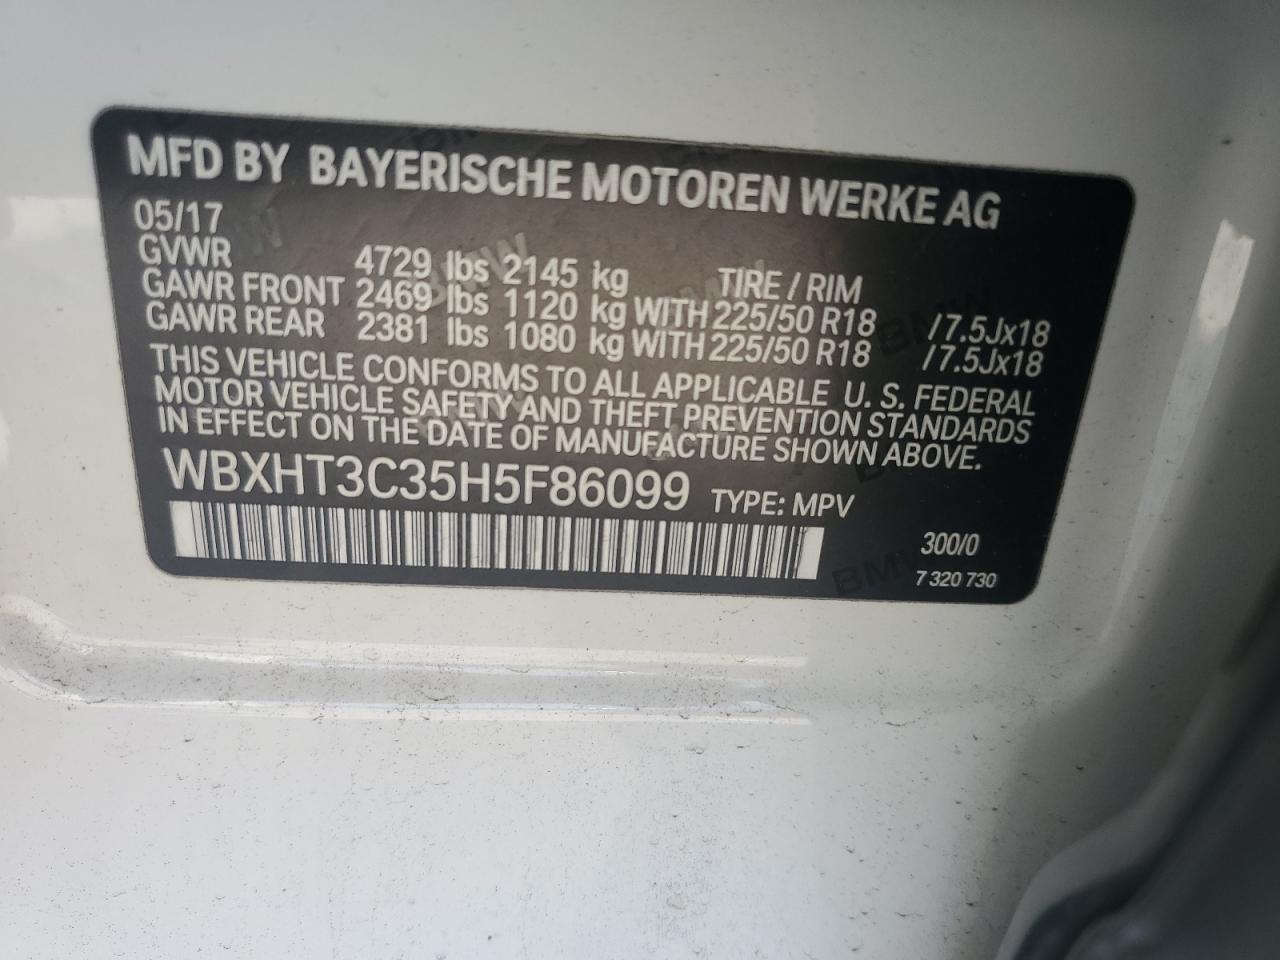 MFD BY BAYERISCHE MOTOREN WERKE AG
05/17
GVWR 4729 lbs 2145 kg TIRE / RIM
GAWR FRONT 2469 lbs 1120 kg WITH 225/50 R18 /7.5Jx18
GAWR REAR 2381 lbs 1080 kg WITH 225/50 R18 /7.5Jx18
THIS VEHICLE CONFORMS TO ALL APPLICABLE U. S. FEDERAL
MOTOR VEHICLE SAFETY AND THEFT PREVENTION STANDARDS
IN EFFECT ON THE DATE OF MANUFACTURE SHOWN ABOVE.
WBXHT3C35H5F86099 TYPE: MPV
300/0
7 320 730